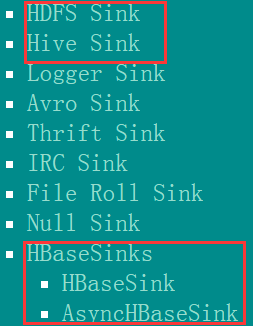 HDFS Sink
Hive Sink
Logger Sink
Avro Sink
Thrift Sink
IRC Sink
File Roll Sink
Null Sink
HBaseSinks
HBaseSink
AsyncHBaseSink